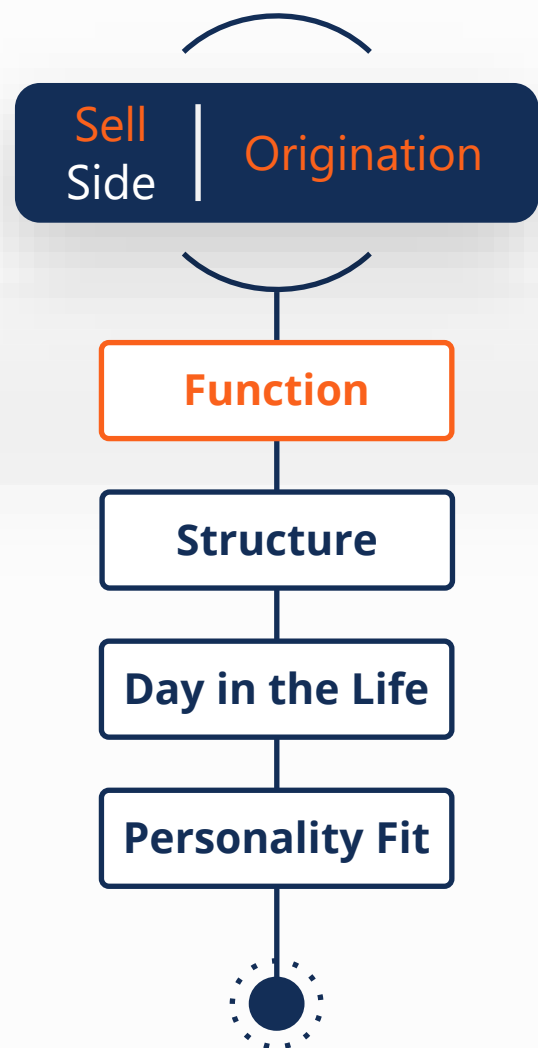 Sell
Side
Origination
Function
Structure
Day in the Life
Personality Fit